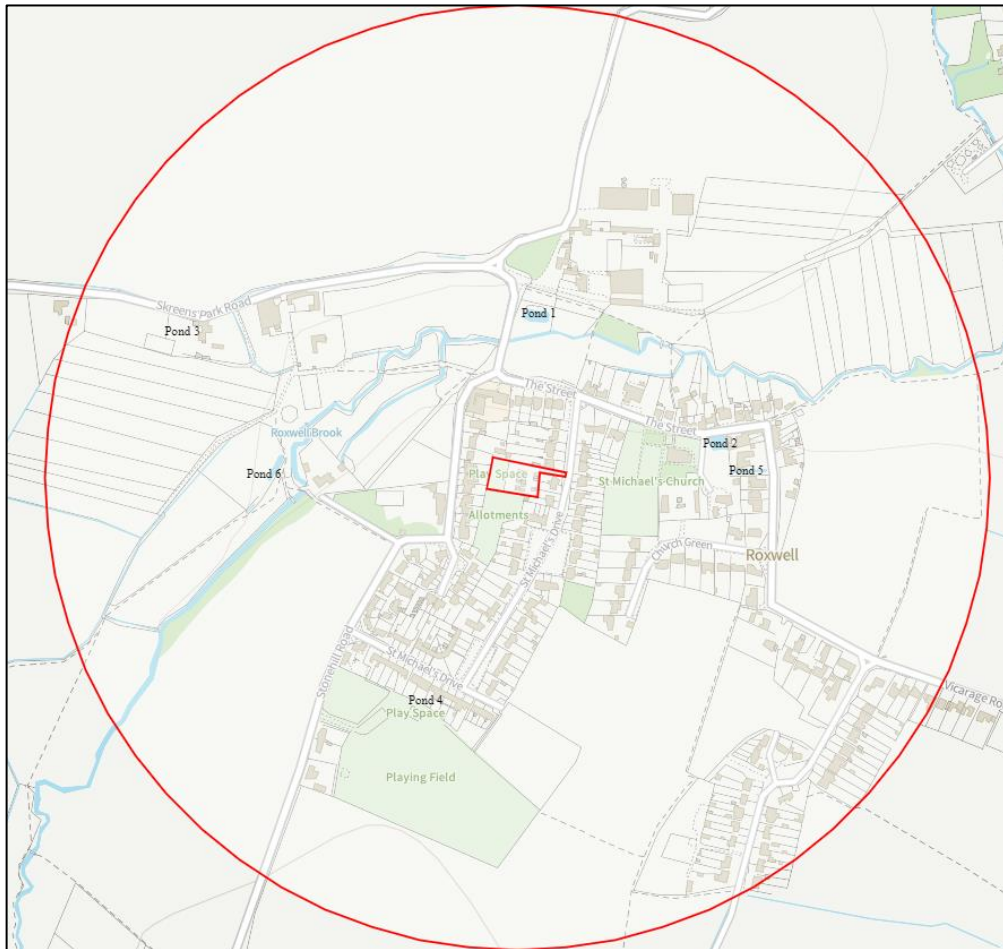 Skreens Park Road
Pond 3
Pond 1
The Street
The Street
Roxwell Brook
Pond 2
Pond 6
Play Space
St Michael's Church
Pond 5
Allotments
St Michael's Drive
Church Green
Roxwell
Stonehill Road
St Michael's Drive
Pond 4
Play Space
Vicarage Ro
Playing Field